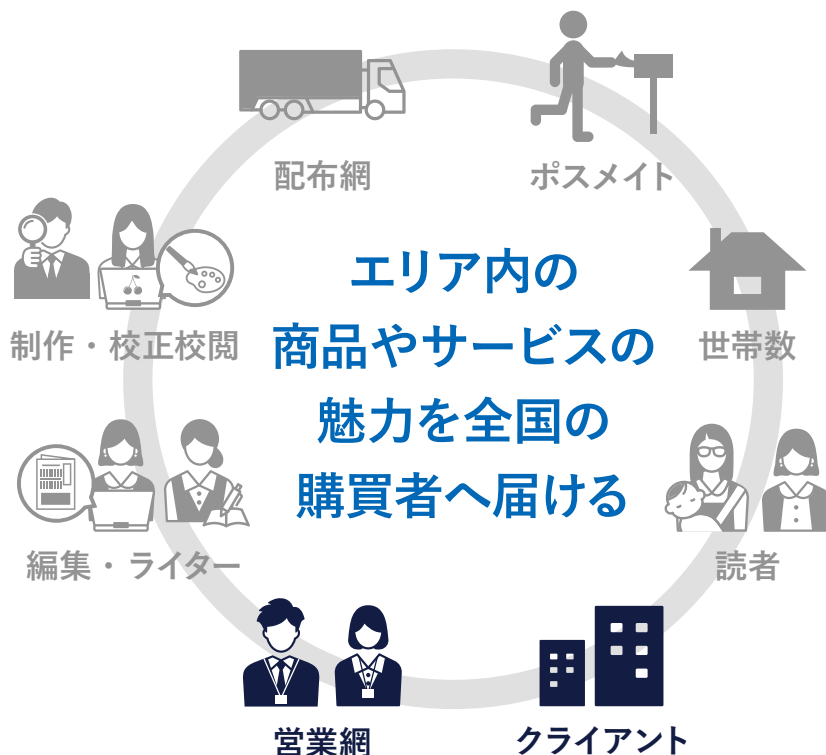 配布網
ポスメイト
エリア内の
商品やサービスの
魅力を全国の
購買者へ届ける
制作・校正校閲
世帯数
編集・ライター
読者
営業網
クライアント